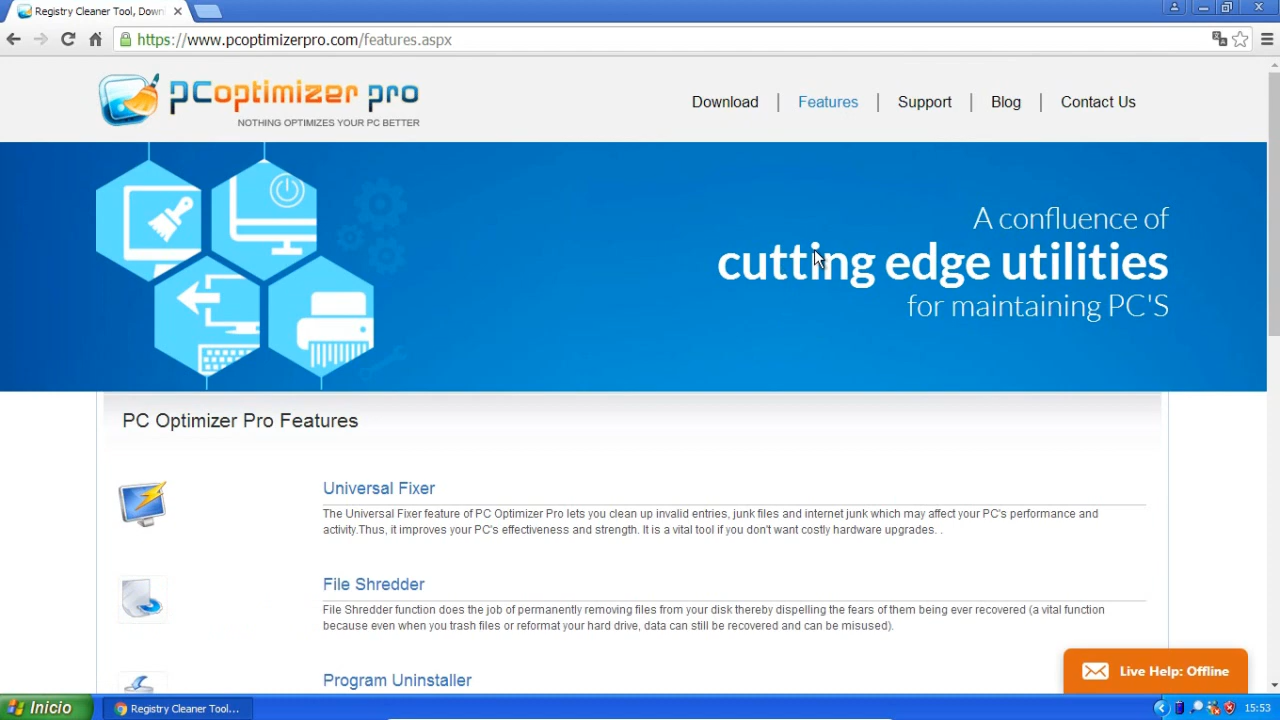 Registry Cleaner Tool, Down
https://www.pcoptimizerpro.com/features.aspx
PCoptimizer pro
NOTHING OPTIMIZES YOUR PC BETTER
Download | Features | Support | Blog | Contact Us
A confluence of
cutting edge utilities
for maintaining PC'S
PC Optimizer Pro Features
Universal Fixer
The Universal Fixer feature of PC Optimizer Pro lets you clean up invalid entries, junk files and internet junk which may affect your PC's performance and
activity.Thus, it improves your PC's effectiveness and strength. It is a vital tool if you don't want costly hardware upgrades. .
File Shredder
File Shredder function does the job of permanently removing files from your disk thereby dispelling the fears of them being ever recovered (a vital function
because even when you trash files or reformat your hard drive, data can still be recovered and can be misused).
Program Uninstaller
Live Help: Offline
Inicio
Registry Cleaner Tool...
15:53